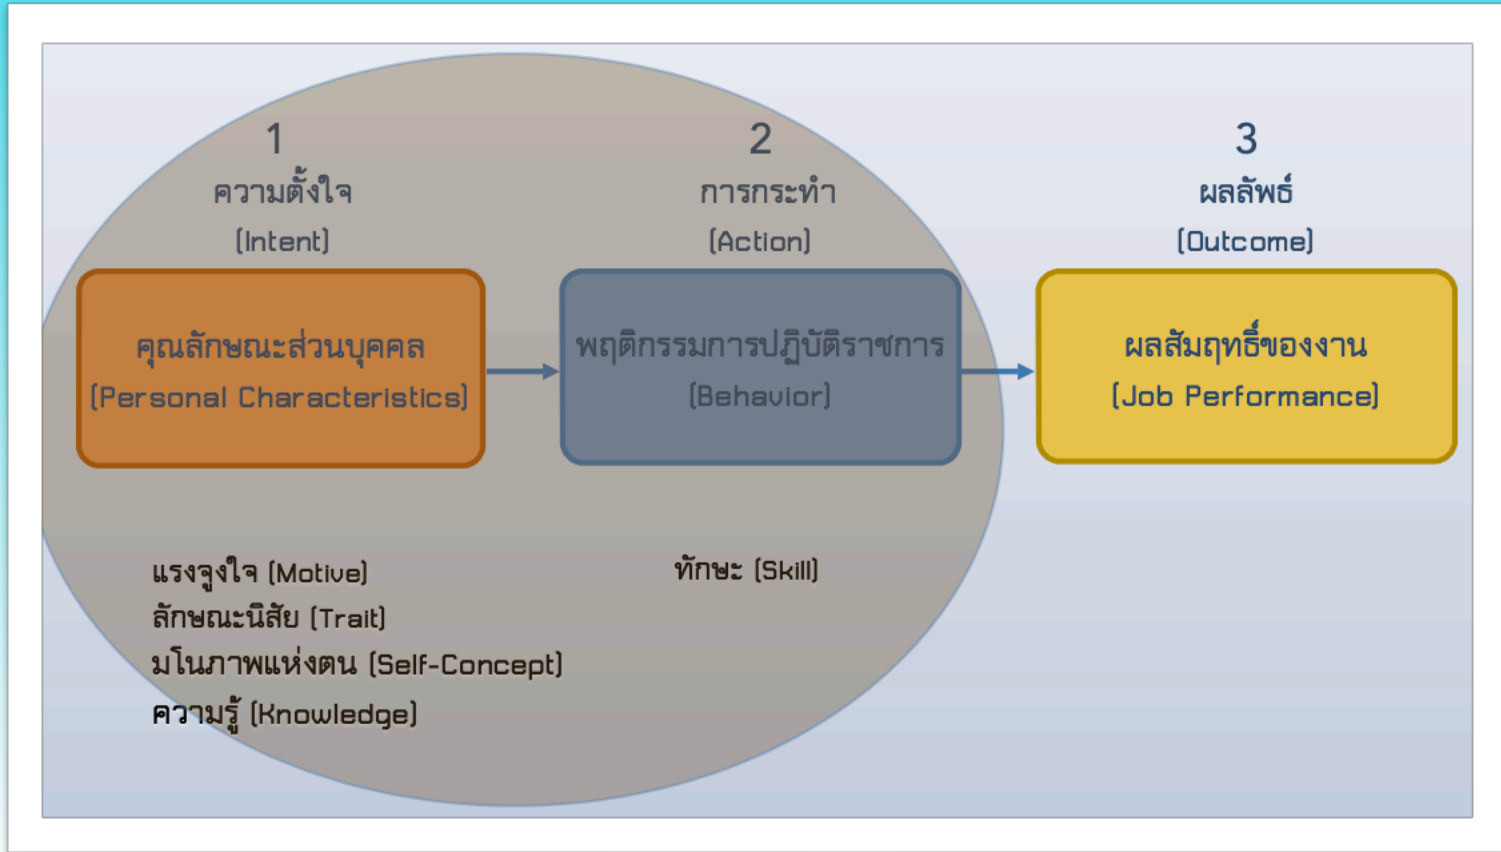 1
ความตั้งใจ
(Intent)
คุณลักษณะส่วนบุคคล
(Personal Characteristics)
แรงจูงใจ (Motive)
ลักษณะนิสัย (Trait)
มโนภาพแห่งตน (Self-Concept)
ความรู้ (Knowledge)
2
การกระทำ
(Action)
พฤติกรรมการปฏิบัติราชการ
(Behavior)
ทักษะ (Skill)
3
ผลลัพธ์
(Outcome)
ผลสัมฤทธิ์ของงาน
(Job Performance)